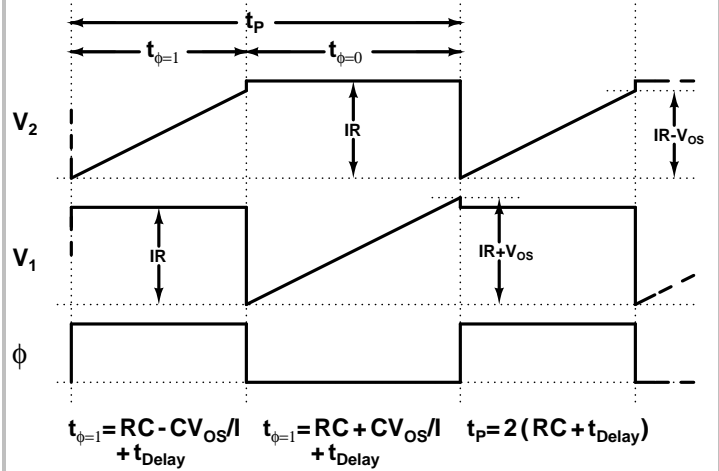 tP
tϕ=1 tϕ=0
V2
IR
IR-VOS
V1
IR
IR+VOS
ϕ
tϕ=1=RC-CVOS/I tϕ=1=RC+CVOS/I tP=2(RC+tDelay)
+tDelay +tDelay